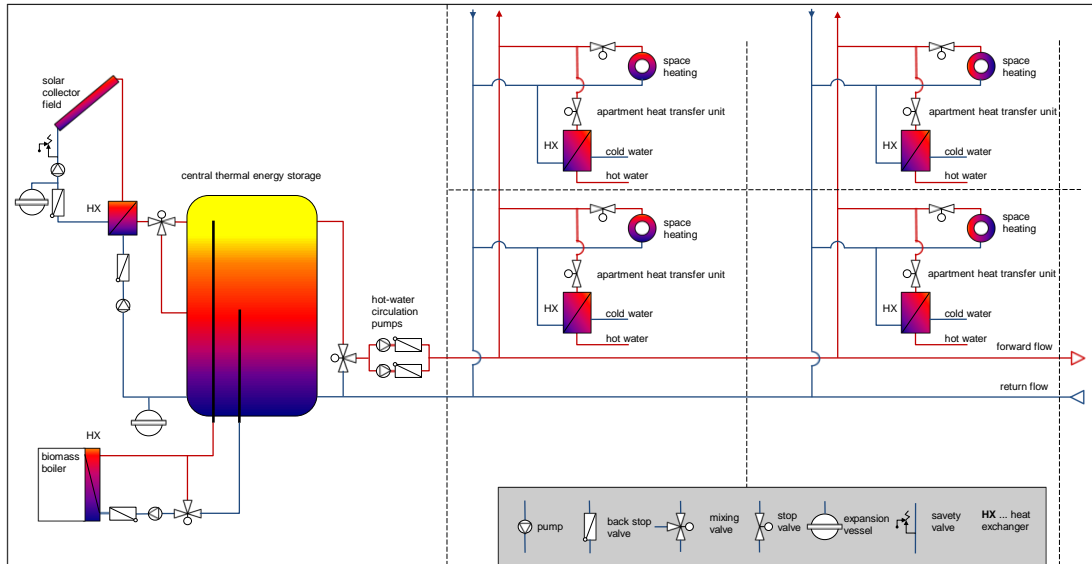 solar
collector
field
HX
central thermal energy storage
hot-water
circulation
pumps
HX
biomass
boiler
space
heating
apartment heat transfer unit
HX
cold water
hot water
space
heating
apartment heat transfer unit
HX
cold water
hot water
space
heating
apartment heat transfer unit
HX
cold water
hot water
space
heating
apartment heat transfer unit
HX
cold water
hot water
forward flow
return flow
pump
back stop
valve
mixing
valve
stop
valve
expansion
vessel
savety
valve
HX ... heat
exchanger